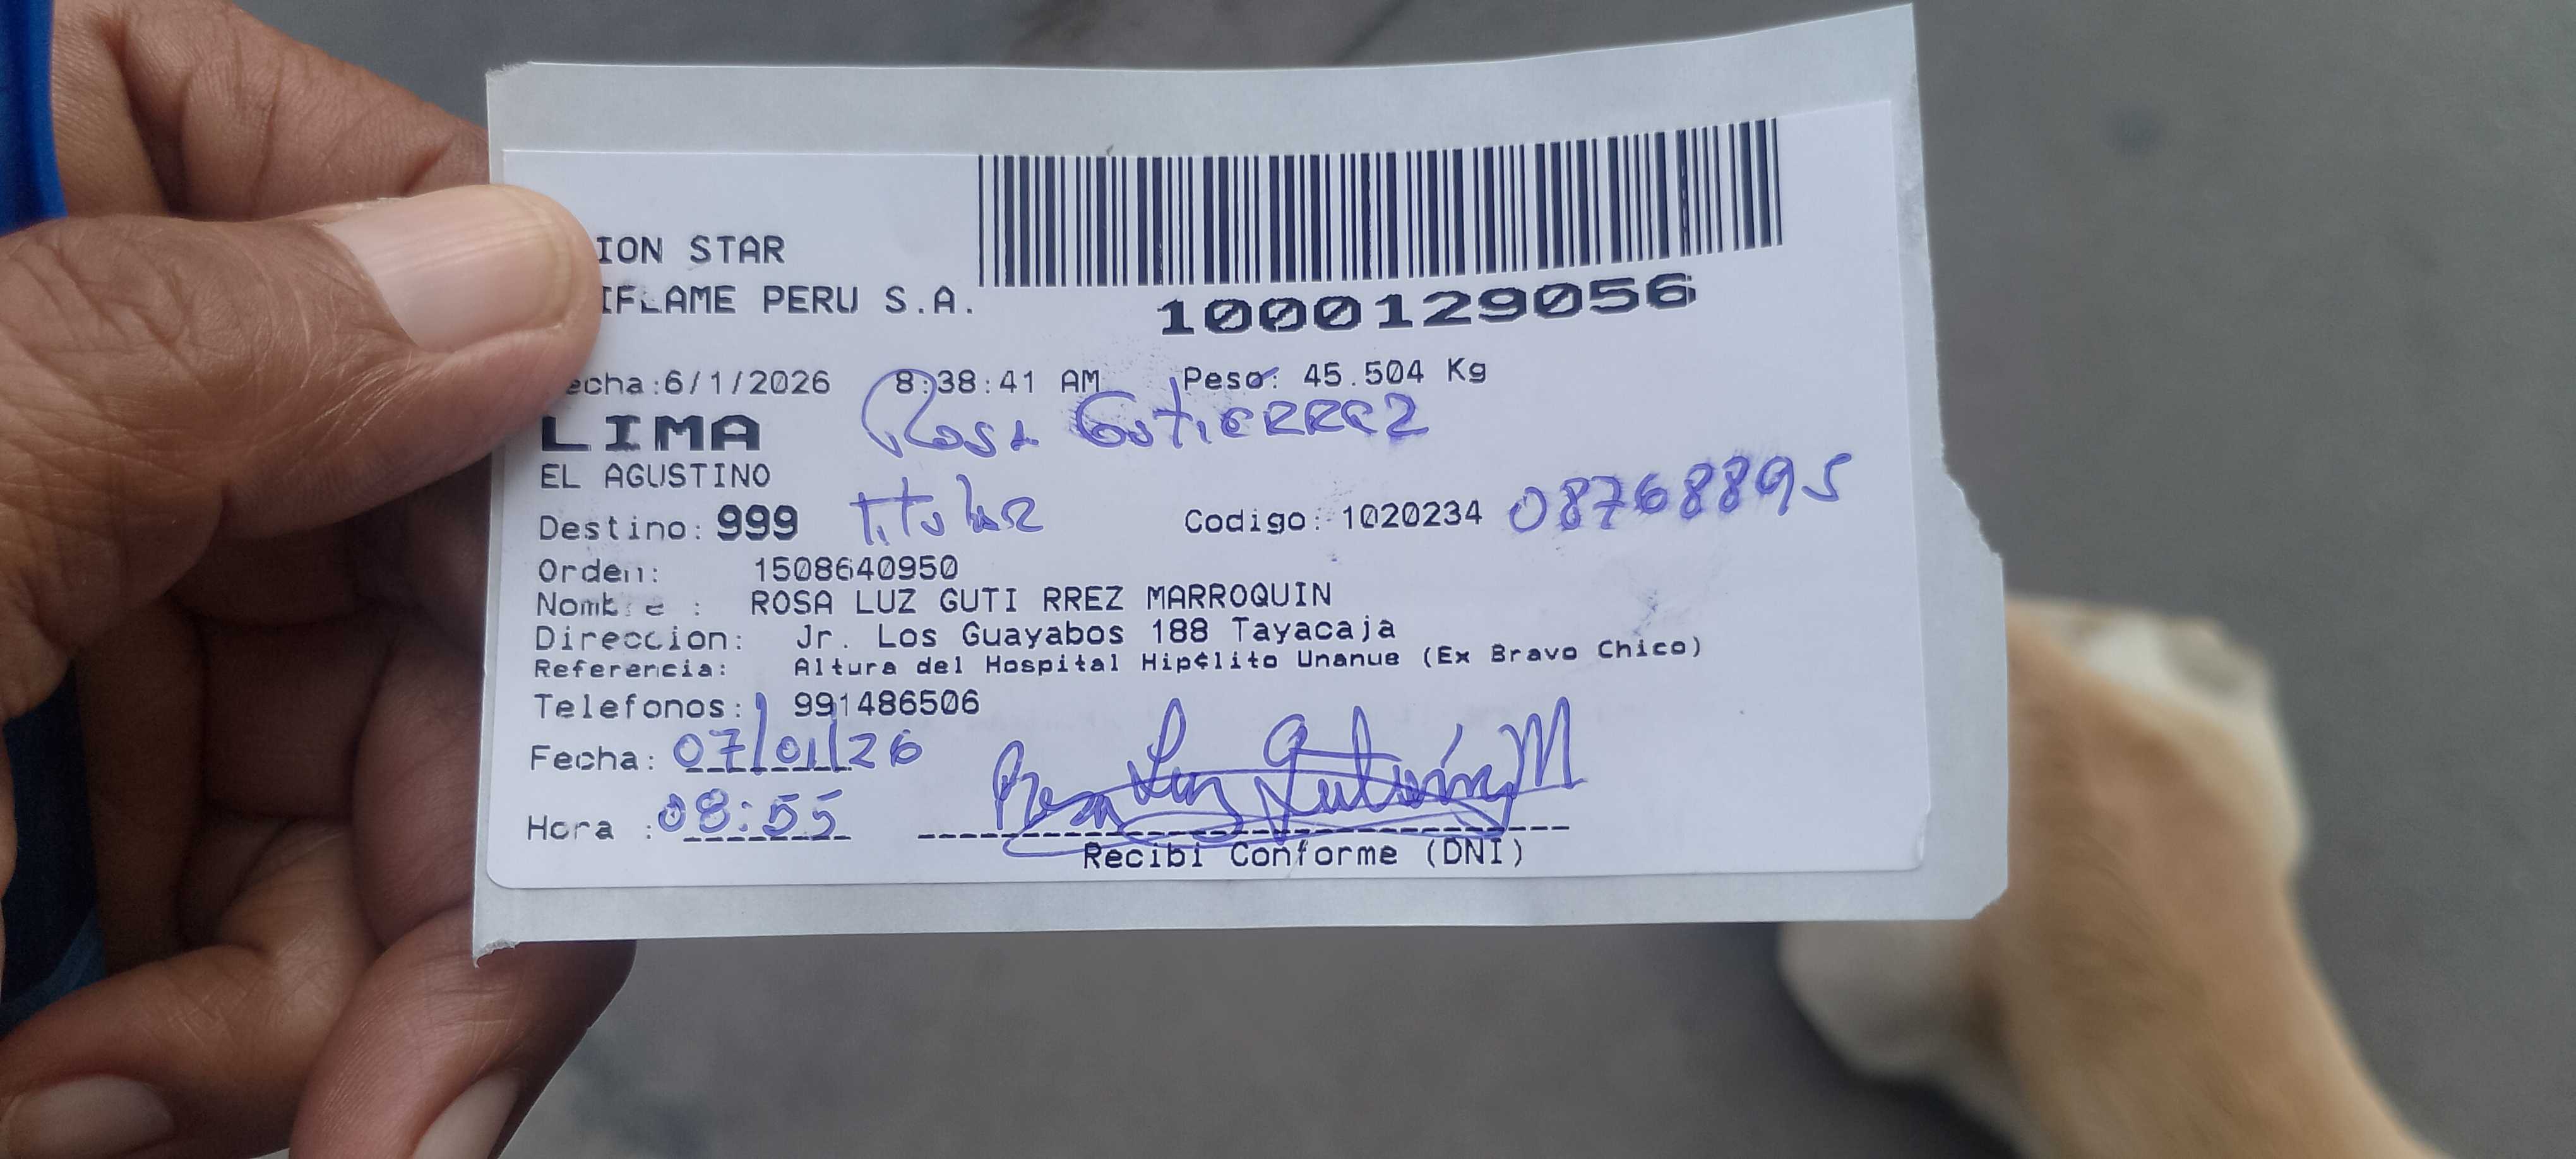 ION STAR
IFLAME PERU S.A.
1000129056
echa:6/1/2026 8:38:41 AM Peso: 45.504 Kg
LIMA Rosa Gutierrez
EL AGUSTINO
Destino: 999 Titular Codigo: 1020234 08768895
Orden: 1508640950
Nombre : ROSA LUZ GUTI RREZ MARROQUIN
Direccion: Jr. Los Guayabos 188 Tayacaja
Referencia: Altura del Hospital Hip¢lito Unanue (Ex Bravo Chico)
Telefonos: 991486506
Fecha: 07/01/26
Hora : 08:55 Rosa Luz Gutiérrez M
Recibi Conforme (DNI)